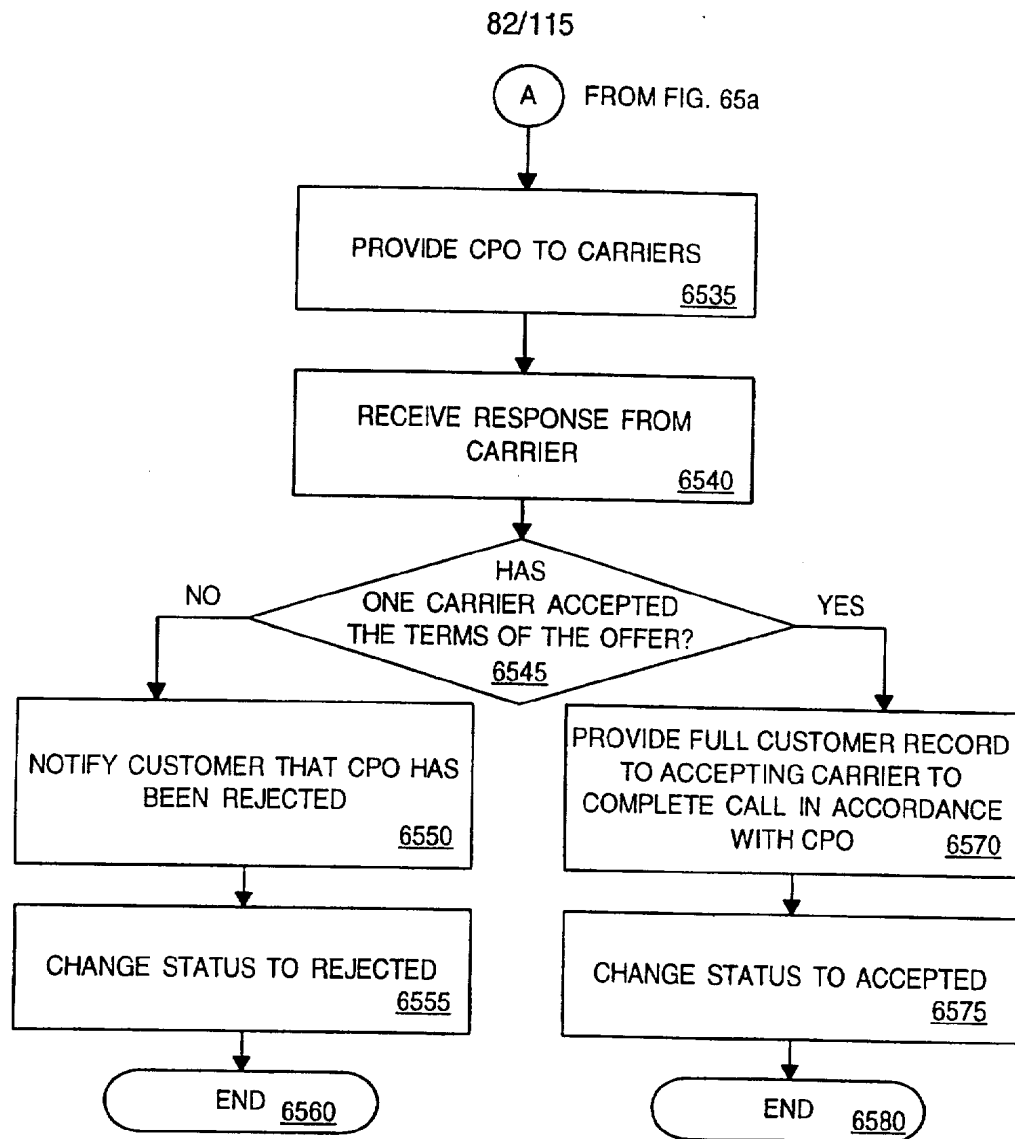 82/115
A
FROM FIG. 65a
PROVIDE CPO TO CARRIERS
6535
RECEIVE RESPONSE FROM
CARRIER
6540
HAS
ONE CARRIER ACCEPTED
THE TERMS OF THE OFFER?
6545
NO
YES
NOTIFY CUSTOMER THAT CPO HAS
BEEN REJECTED
6550
PROVIDE FULL CUSTOMER RECORD
TO ACCEPTING CARRIER TO
COMPLETE CALL IN ACCORDANCE
WITH CPO
6570
CHANGE STATUS TO REJECTED
6555
CHANGE STATUS TO ACCEPTED
6575
END
6560
END
6580